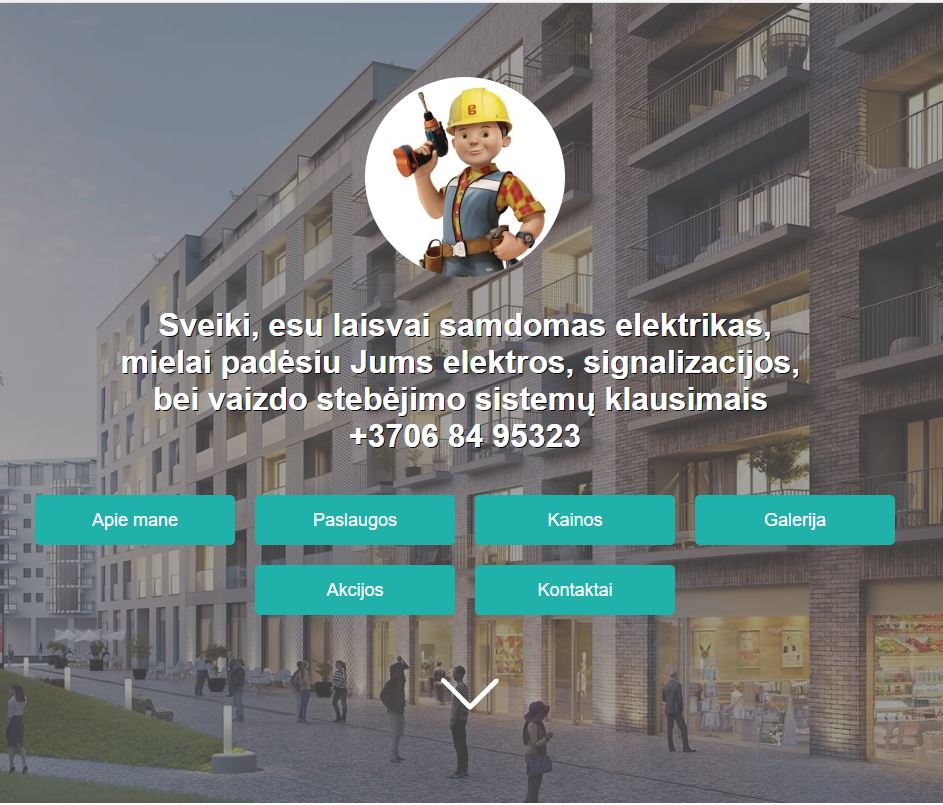 Sveiki, esu laisvai samdomas elektrikas,
mielai padėsiu Jums elektros, signalizacijos,
bei vaizdo stebėjimo sistemų klausimais
+3706 84 95323
Apie mane
Paslaugos
Kainos
Galerija
Akcijos
Kontaktai